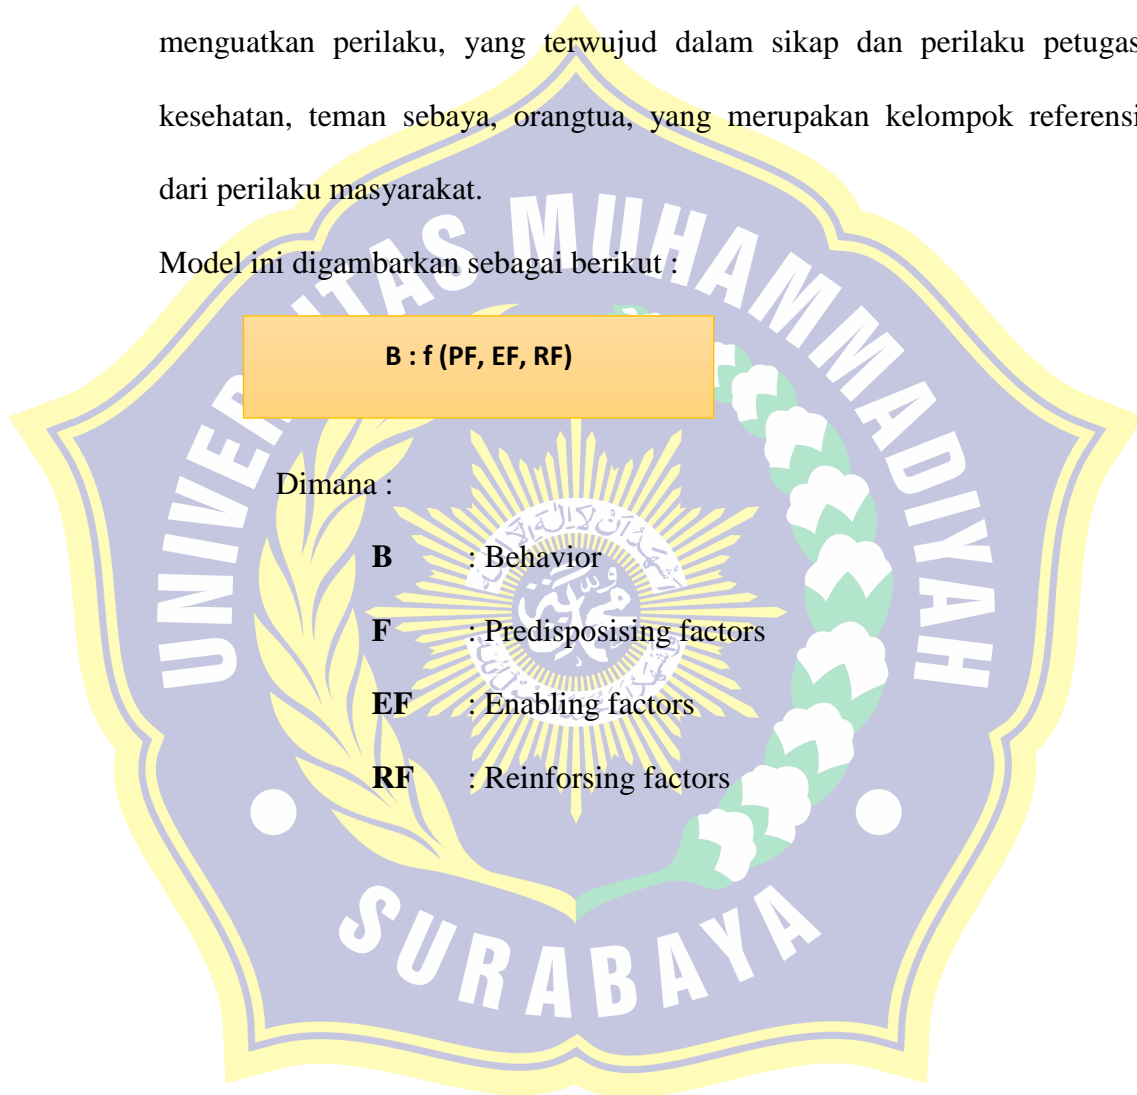 menguatkan perilaku, yang terwujud dalam sikap dan perilaku petugas
kesehatan, teman sebaya, orangtua, yang merupakan kelompok referensi
dari perilaku masyarakat.
Model ini digambarkan sebagai berikut :
B : f (PF, EF, RF)
Dimana :
B : Behavior
F : Predisposising factors
EF : Enabling factors
RF : Reinforsing factors
UNIVERSITAS MUHAMMADIYAH
SURABAYA